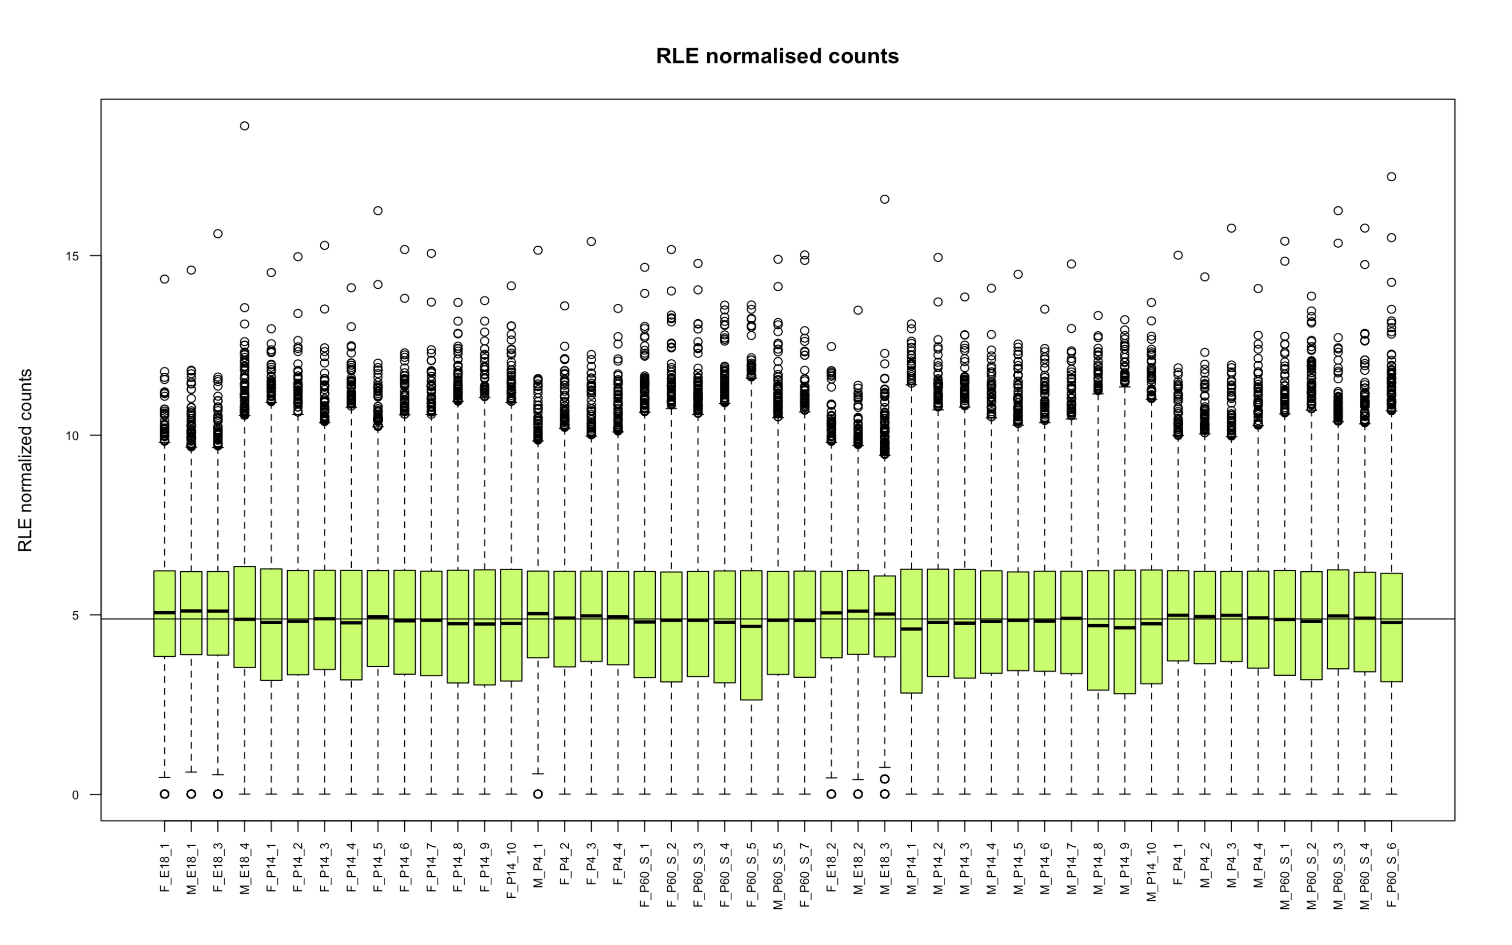 RLE normalised counts
RLE normalized counts
15
10
5
0
F_E18_1
M_E18_1
F_E18_3
M_E18_4
F_P14_1
F_P14_2
F_P14_3
F_P14_4
F_P14_5
F_P14_6
F_P14_7
F_P14_8
F_P14_9
F_P14_10
M_P4_1
F_P4_2
F_P4_3
F_P4_4
F_P60_S_1
F_P60_S_2
F_P60_S_3
F_P60_S_4
F_P60_S_5
M_P60_S_5
F_P60_S_7
F_E18_2
M_E18_2
M_E18_3
M_P14_1
M_P14_2
M_P14_3
M_P14_4
M_P14_5
M_P14_6
M_P14_7
M_P14_8
M_P14_9
M_P14_10
F_P4_1
M_P4_2
M_P4_3
M_P4_4
M_P60_S_1
M_P60_S_2
M_P60_S_3
M_P60_S_4
F_P60_S_6